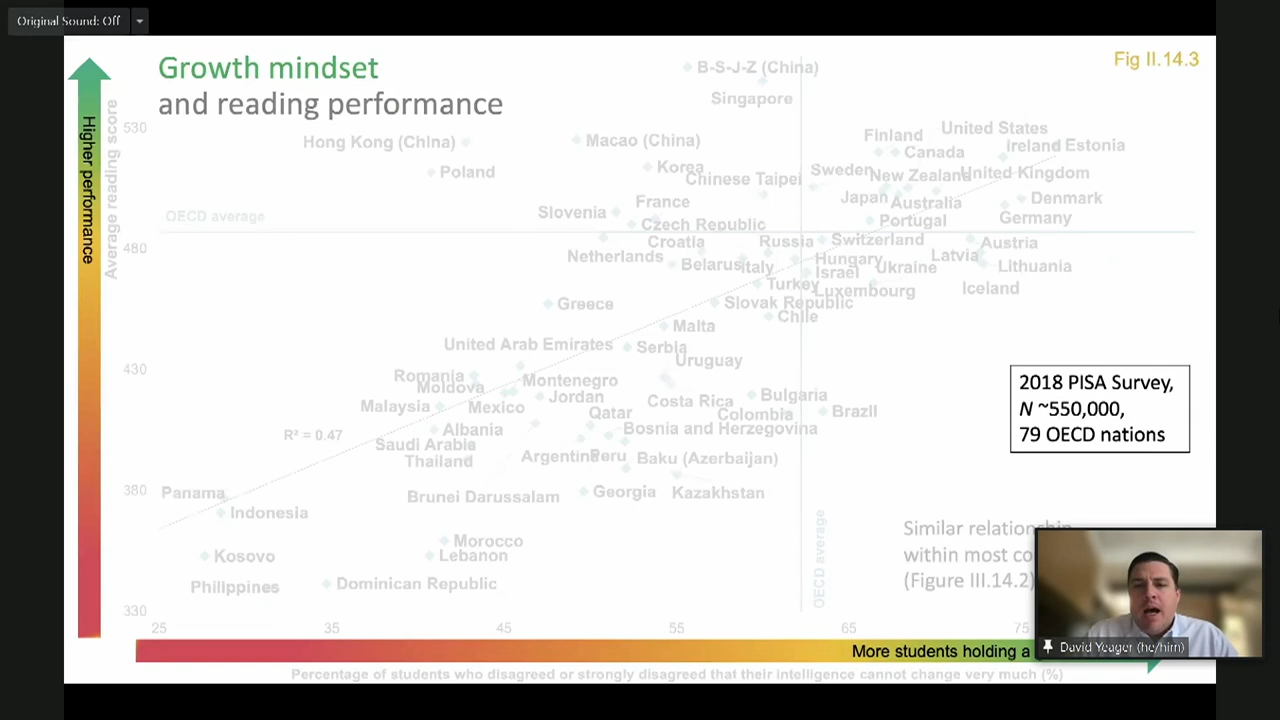 Original Sound: Off
Growth mindset
and reading performance
Fig II.14.3
Higher performance
Average reading score
530
480
430
380
330
B-S-J-Z (China)
Singapore
Hong Kong (China)
Macao (China)
Finland
United States
Canada
Ireland
Estonia
Poland
Korea
Chinese Taipei
Sweden
New Zealand
United Kingdom
Japan
Australia
Denmark
Germany
OECD average
Slovenia
France
Czech Republic
Portugal
Croatia
Netherlands
Russia
Switzerland
Austria
Belarus
Italy
Hungary
Latvia
Israel
Ukraine
Lithuania
Turkey
Luxembourg
Iceland
Greece
Slovak Republic
Chile
Malta
United Arab Emirates
Serbia
Uruguay
Romania
Moldova
Montenegro
Malaysia
Mexico
Jordan
Costa Rica
Bulgaria
Qatar
Colombia
Brazil
R² = 0.47
Albania
Bosnia and Herzegovina
Saudi Arabia
Thailand
Argentina
Peru
Baku (Azerbaijan)
Panama
Brunei Darussalam
Georgia
Kazakhstan
Indonesia
Morocco
Kosovo
Lebanon
Philippines
Dominican Republic
OECD average
2018 PISA Survey,
N ~550,000,
79 OECD nations
Similar relationship
within most
(Figure III.14.2)
25 35 45 55 65 75
More students holding a
David Yeager (he/him)
Percentage of students who disagreed or strongly disagreed that their intelligence cannot change very much (%)